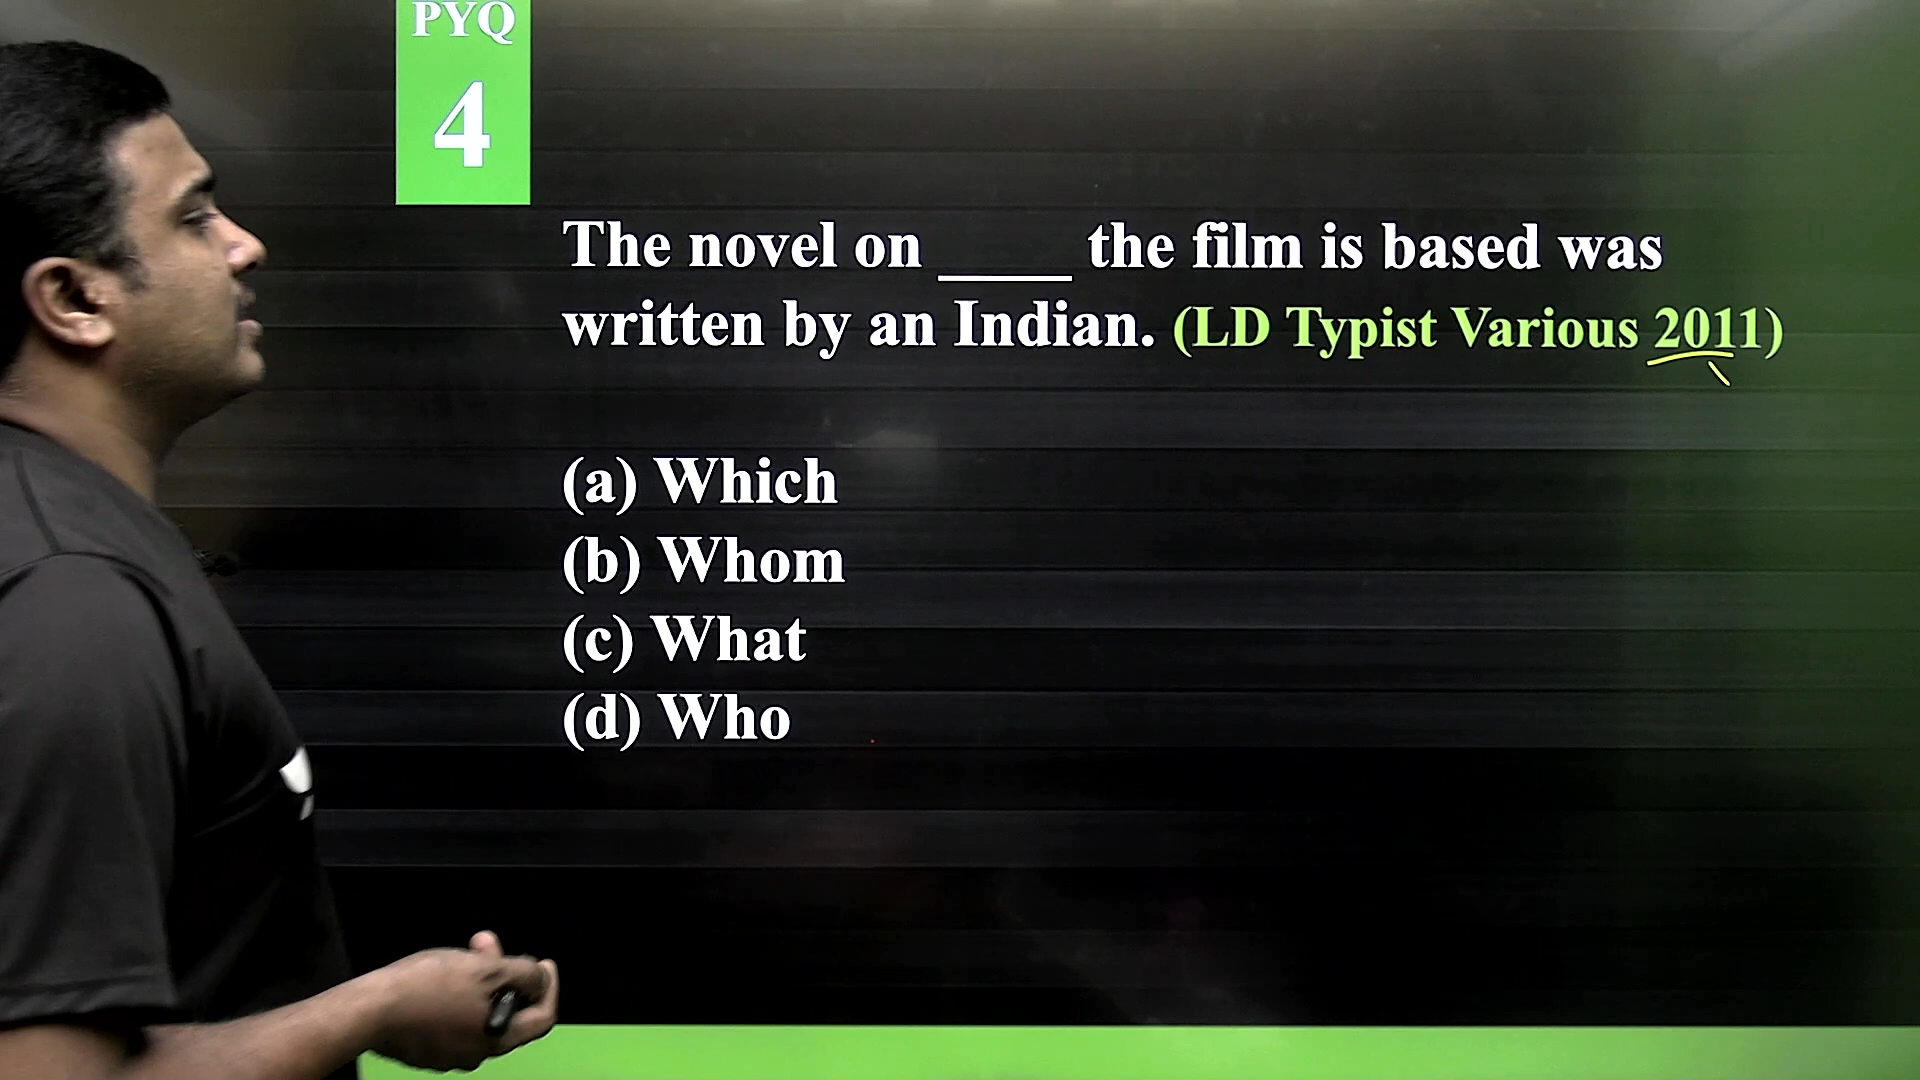 PYQ
4
The novel on ____ the film is based was
written by an Indian. (LD Typist Various 2011)
(a) Which
(b) Whom
(c) What
(d) Who